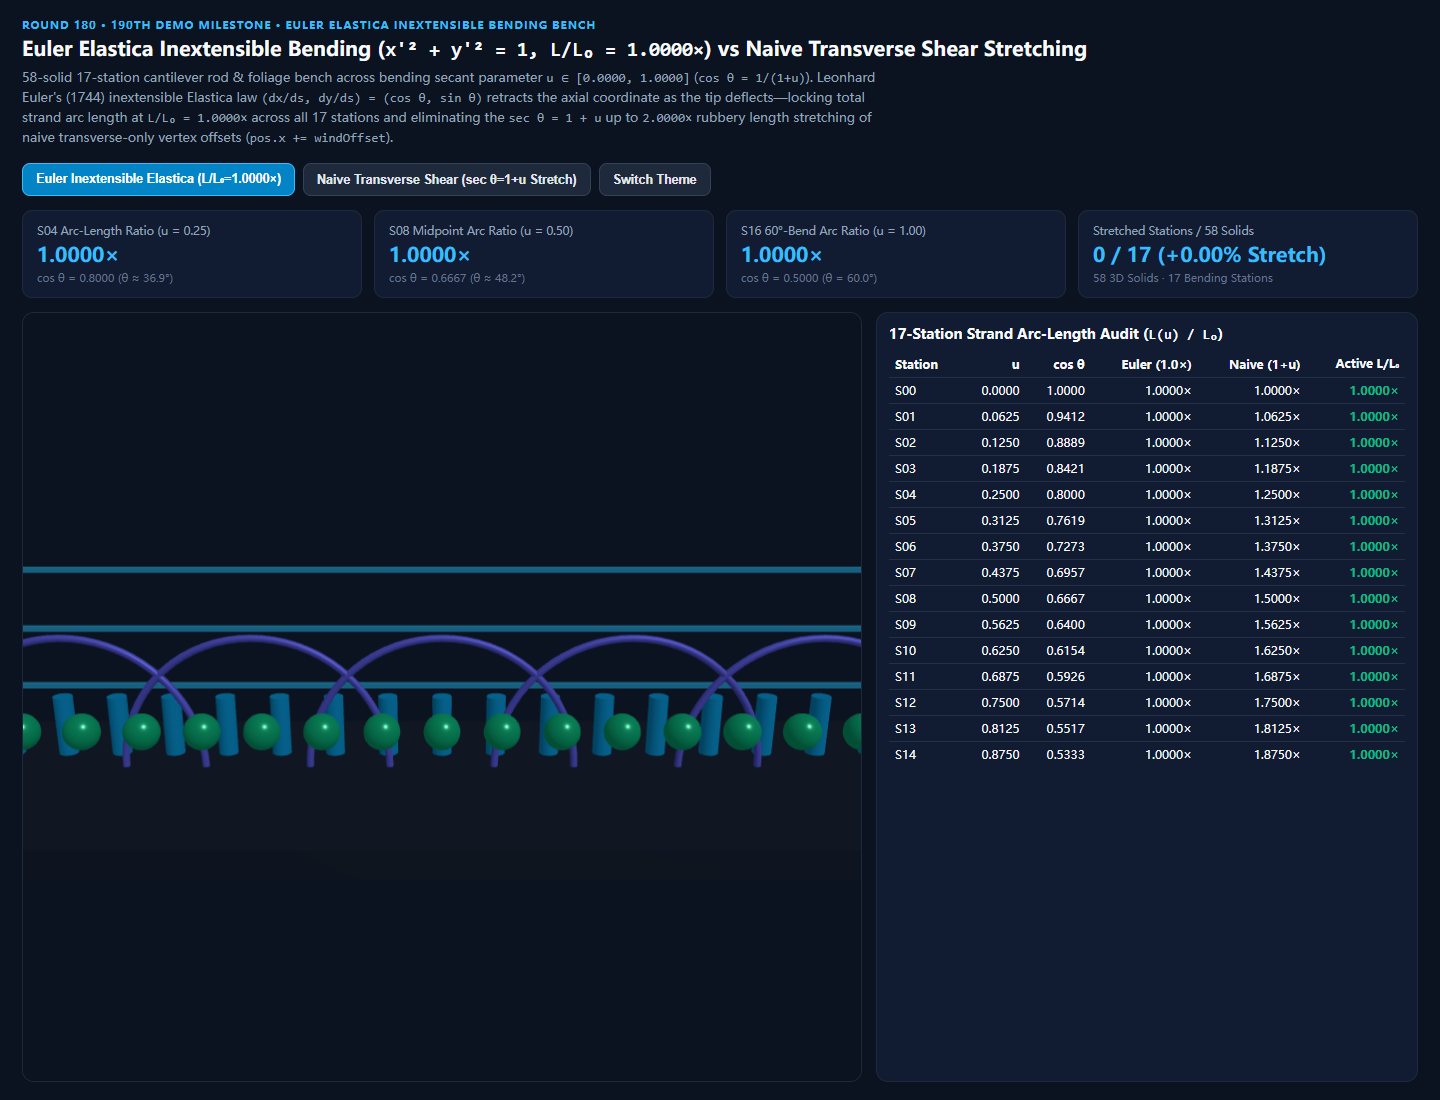 ROUND 180 • 190TH DEMO MILESTONE • EULER ELASTICA INEXTENSIBLE BENDING BENCH
Euler Elastica Inextensible Bending (x'² + y'² = 1, L/L₀ = 1.0000×) vs Naive Transverse Shear Stretching
58-solid 17-station cantilever rod & foliage bench across bending secant parameter u ∈ [0.0000, 1.0000] (cos θ = 1/(1+u)). Leonhard
Euler's (1744) inextensible Elastica law (dx/ds, dy/ds) = (cos θ, sin θ) retracts the axial coordinate as the tip deflects—locking total
strand arc length at L/L₀ = 1.0000× across all 17 stations and eliminating the sec θ = 1 + u up to 2.0000× rubbery length stretching of
naive transverse-only vertex offsets (pos.x += windOffset).
Euler Inextensible Elastica (L/L₀=1.0000×)
Naive Transverse Shear (sec θ=1+u Stretch)
Switch Theme
S04 Arc-Length Ratio (u = 0.25)
1.0000×
cos θ = 0.8000 (θ ≈ 36.9°)
S08 Midpoint Arc Ratio (u = 0.50)
1.0000×
cos θ = 0.6667 (θ ≈ 48.2°)
S16 60°-Bend Arc Ratio (u = 1.00)
1.0000×
cos θ = 0.5000 (θ = 60.0°)
Stretched Stations / 58 Solids
0 / 17 (+0.00% Stretch)
58 3D Solids · 17 Bending Stations
17-Station Strand Arc-Length Audit (L(u) / L₀)
Station u cos θ Euler (1.0×) Naive (1+u) Active L/L₀
S00 0.0000 1.0000 1.0000× 1.0000× 1.0000×
S01 0.0625 0.9412 1.0000× 1.0625× 1.0000×
S02 0.1250 0.8889 1.0000× 1.1250× 1.0000×
S03 0.1875 0.8421 1.0000× 1.1875× 1.0000×
S04 0.2500 0.8000 1.0000× 1.2500× 1.0000×
S05 0.3125 0.7619 1.0000× 1.3125× 1.0000×
S06 0.3750 0.7273 1.0000× 1.3750× 1.0000×
S07 0.4375 0.6957 1.0000× 1.4375× 1.0000×
S08 0.5000 0.6667 1.0000× 1.5000× 1.0000×
S09 0.5625 0.6400 1.0000× 1.5625× 1.0000×
S10 0.6250 0.6154 1.0000× 1.6250× 1.0000×
S11 0.6875 0.5926 1.0000× 1.6875× 1.0000×
S12 0.7500 0.5714 1.0000× 1.7500× 1.0000×
S13 0.8125 0.5517 1.0000× 1.8125× 1.0000×
S14 0.8750 0.5333 1.0000× 1.8750× 1.0000×